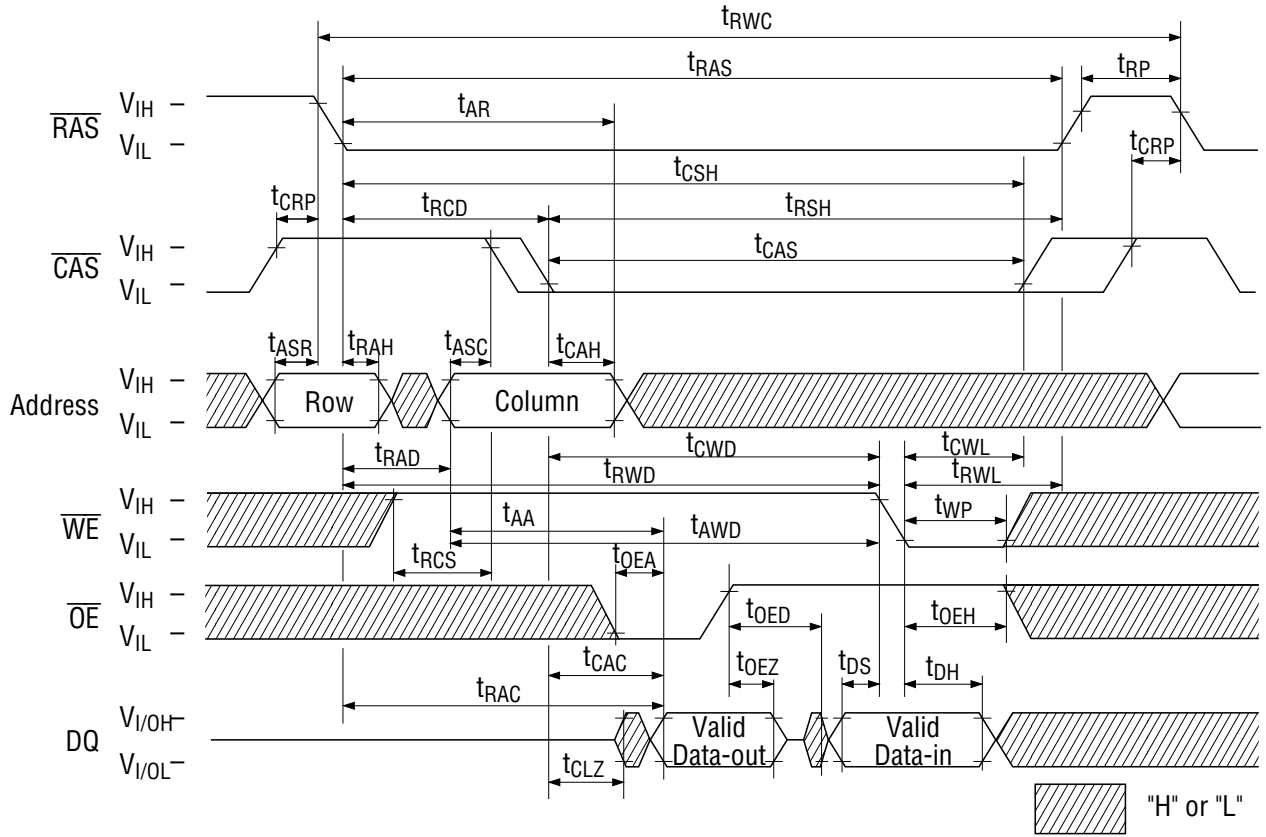 tRWC
tRAS
tRP
VIH
tAR
RAS
VIL
tCRP
tCSH
tCRP
tRCD
tRSH
VIH
CAS
tCAS
VIL
tASR
tRAH
tASC
tCAH
VIH
Address
Row
Column
VIL
tCWD
tCWL
tRAD
tRWD
tRWL
VIH
tWP
WE
tAA
tAWD
VIL
tRCS
tOEA
VIH
OE
tOED
tOEH
VIL
tCAC
tOEZ
tDS
tDH
tRAC
VI/OH
DQ
Valid
Data-out
Valid
Data-in
VI/OL
tCLZ
"H" or "L"